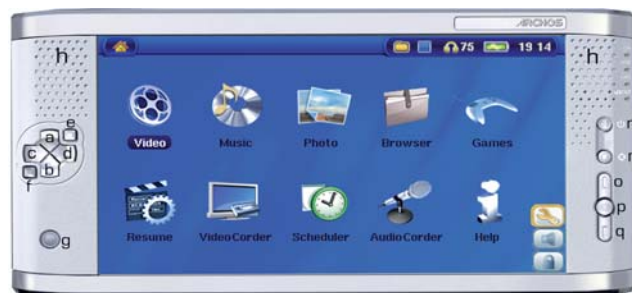 ARCHOS
75 19 14
h h
Video Music Photo Browser Games
e
a
c d
b
f
o
p
g q
Resume VideoCorder Scheduler AudioCorder Help